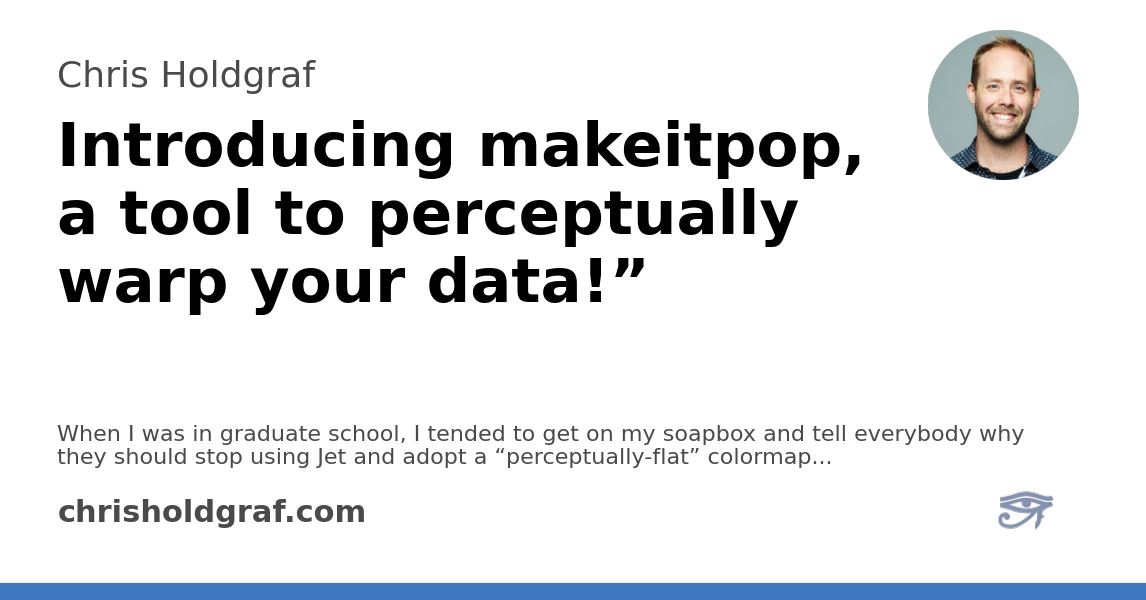 Chris Holdgraf
Introducing makeitpop,
a tool to perceptually
warp your data!”
When I was in graduate school, I tended to get on my soapbox and tell everybody why
they should stop using Jet and adopt a “perceptually-flat” colormap...
chrisholdgraf.com